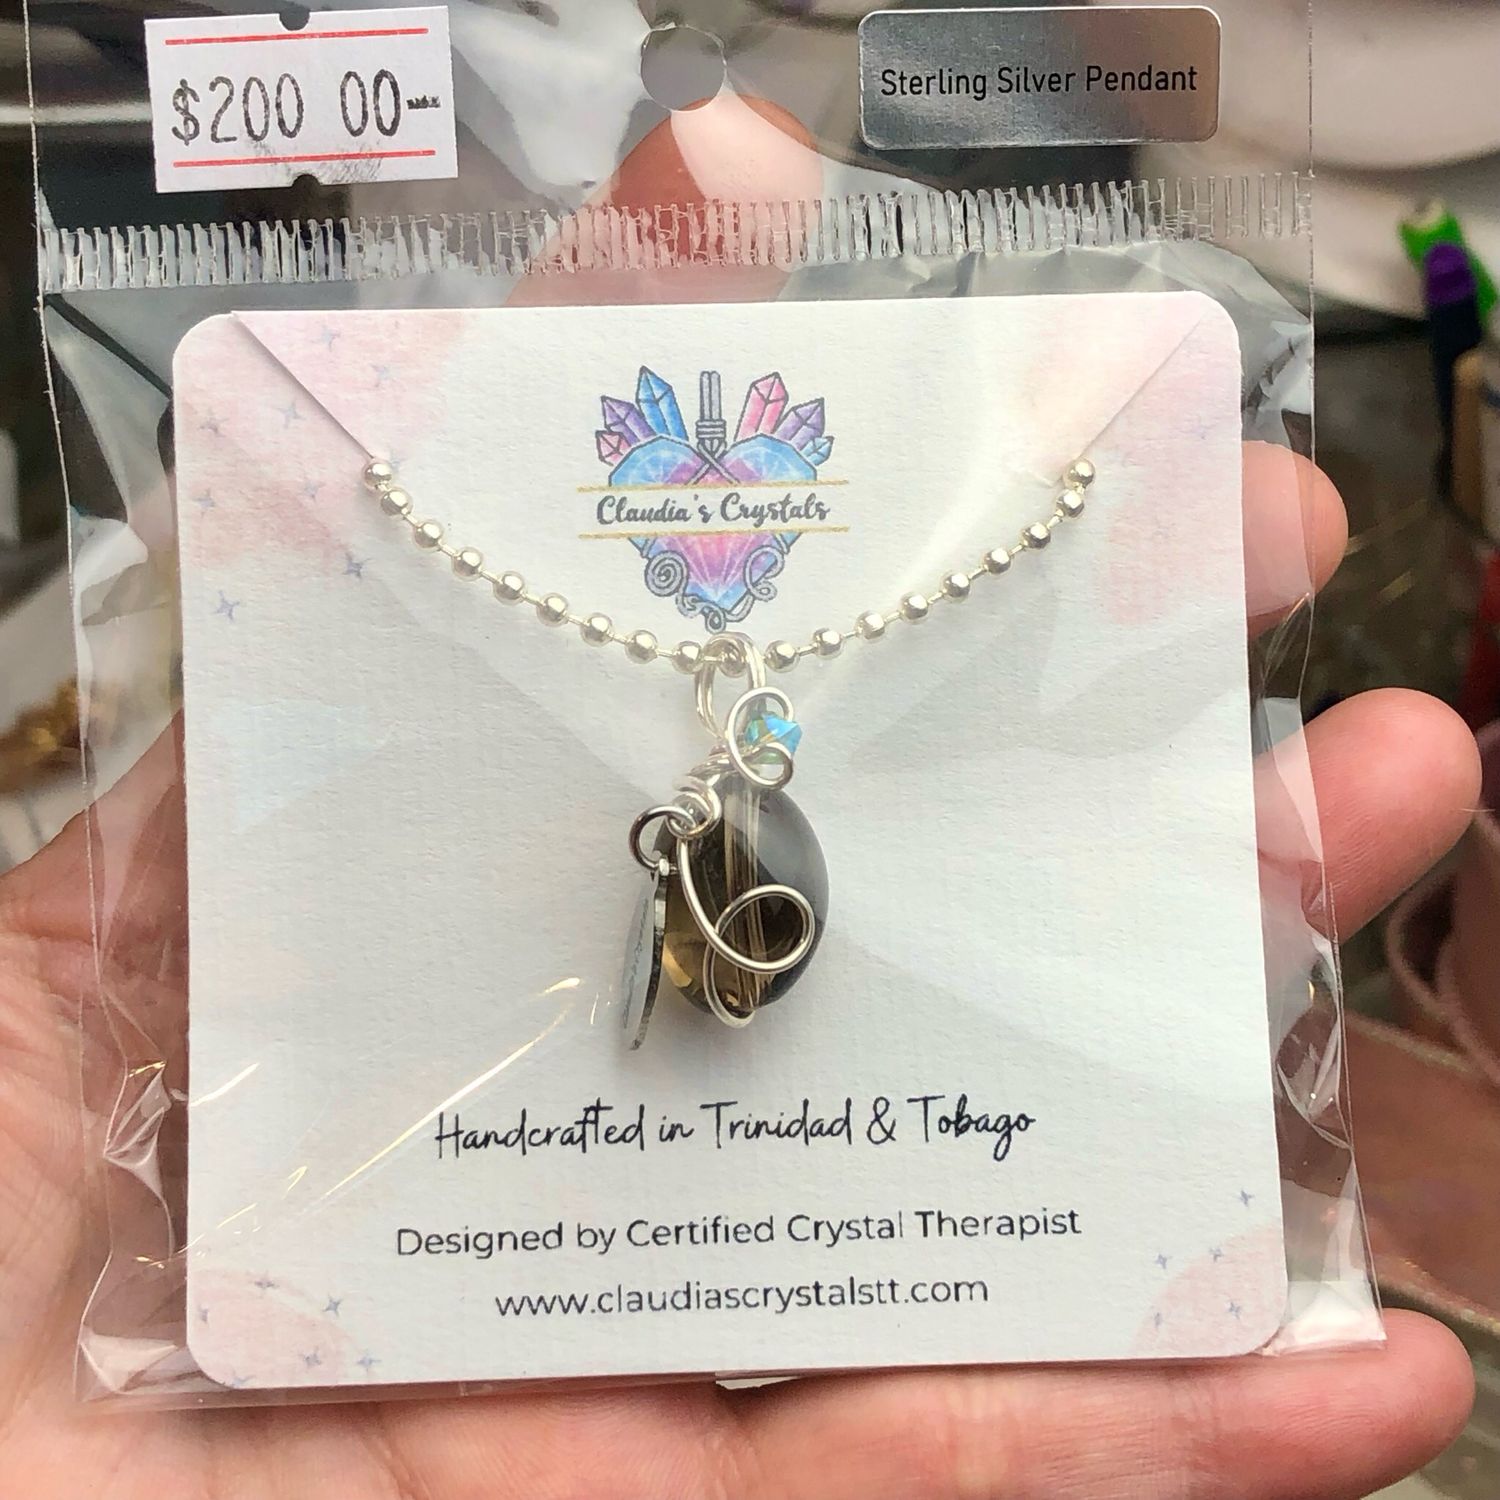 $200 00
Sterling Silver Pendant
Claudia's Crystals
Handcrafted in Trinidad & Tobago
Designed by Certified Crystal Therapist
www.claudiascrystalstt.com